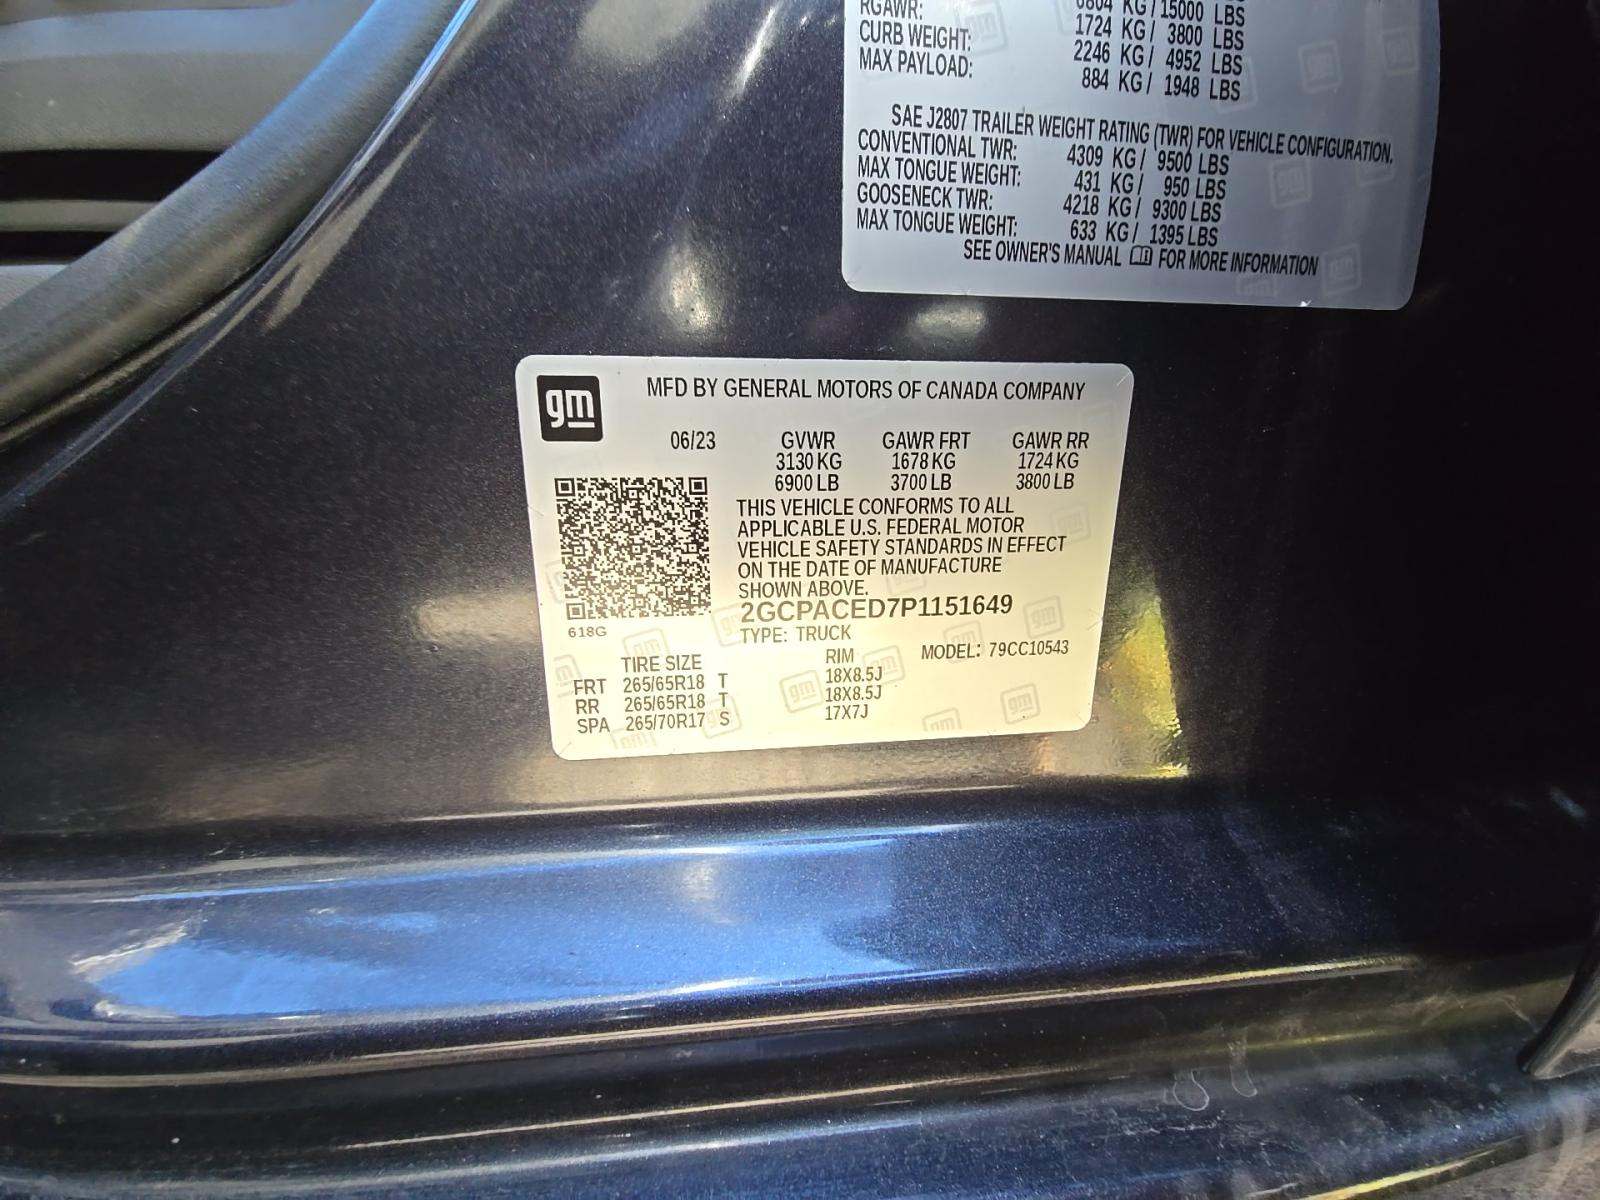 RGAWR:
6804 KG/15000 LBS
CURB WEIGHT: 1724 KG/ 3800 LBS
MAX PAYLOAD: 2246 KG/ 4952 LBS
884 KG/ 1948 LBS
SAE J2807 TRAILER WEIGHT RATING (TWR) FOR VEHICLE CONFIGURATION.
CONVENTIONAL TWR: 4309 KG/ 9500 LBS
MAX TONGUE WEIGHT: 431 KG/ 950 LBS
GOOSENECK TWR: 4218 KG/ 9300 LBS
MAX TONGUE WEIGHT: 633 KG/ 1395 LBS
SEE OWNER'S MANUAL FOR MORE INFORMATION
gm MFD BY GENERAL MOTORS OF CANADA COMPANY
06/23 GVWR GAWR FRT GAWR RR
3130 KG 1678 KG 1724 KG
6900 LB 3700 LB 3800 LB
THIS VEHICLE CONFORMS TO ALL
APPLICABLE U.S. FEDERAL MOTOR
VEHICLE SAFETY STANDARDS IN EFFECT
ON THE DATE OF MANUFACTURE
SHOWN ABOVE.
2GCPACED7P1151649
618G
TYPE: TRUCK
TIRE SIZE RIM MODEL: 79CC10543
FRT 265/65R18 T 18X8.5J
RR 265/65R18 T 18X8.5J
SPA 265/70R17 S 17X7J